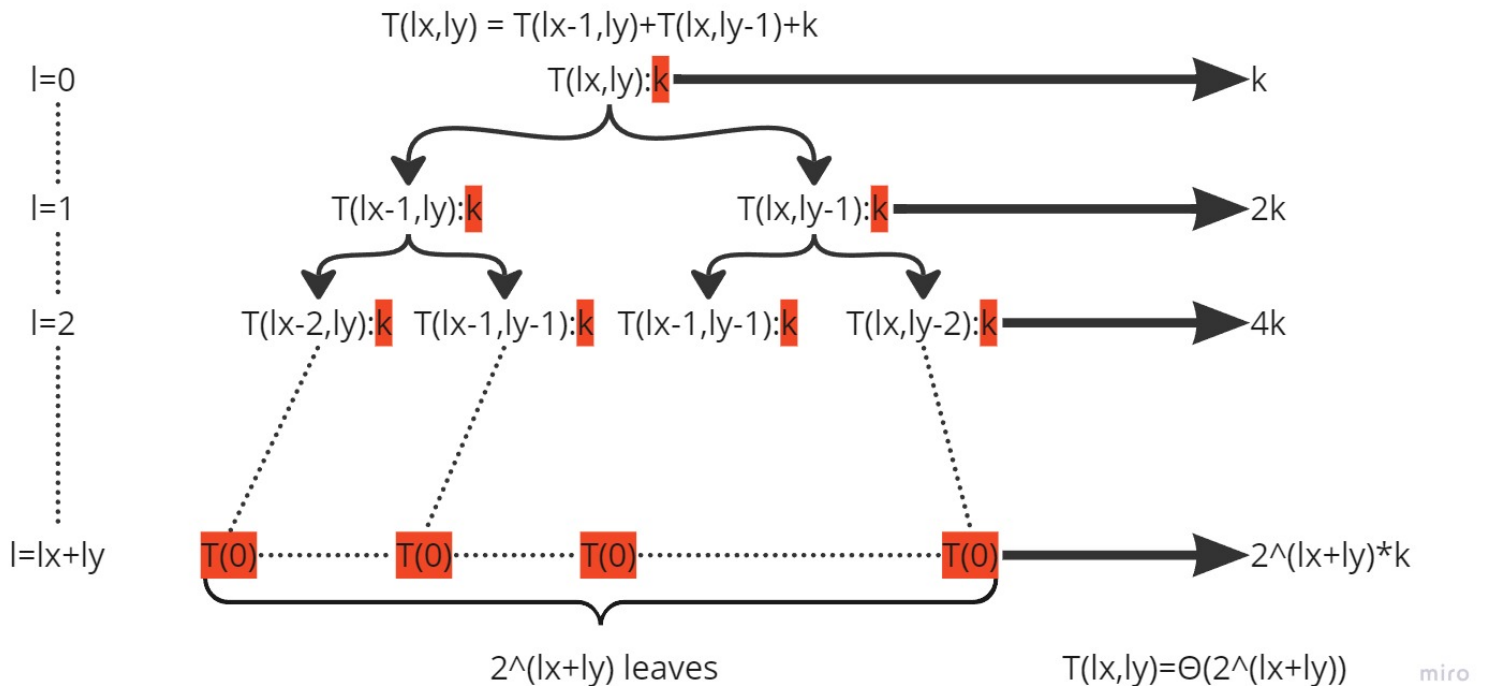 T(lx,ly) = T(lx-1,ly)+T(lx,ly-1)+k
l=0 T(lx,ly):k k
l=1 T(lx-1,ly):k T(lx,ly-1):k 2k
l=2 T(lx-2,ly):k T(lx-1,ly-1):k T(lx-1,ly-1):k T(lx,ly-2):k 4k
l=lx+ly T(0) T(0) T(0) T(0) 2^(lx+ly)*k
2^(lx+ly) leaves T(lx,ly)=Θ(2^(lx+ly))
miro